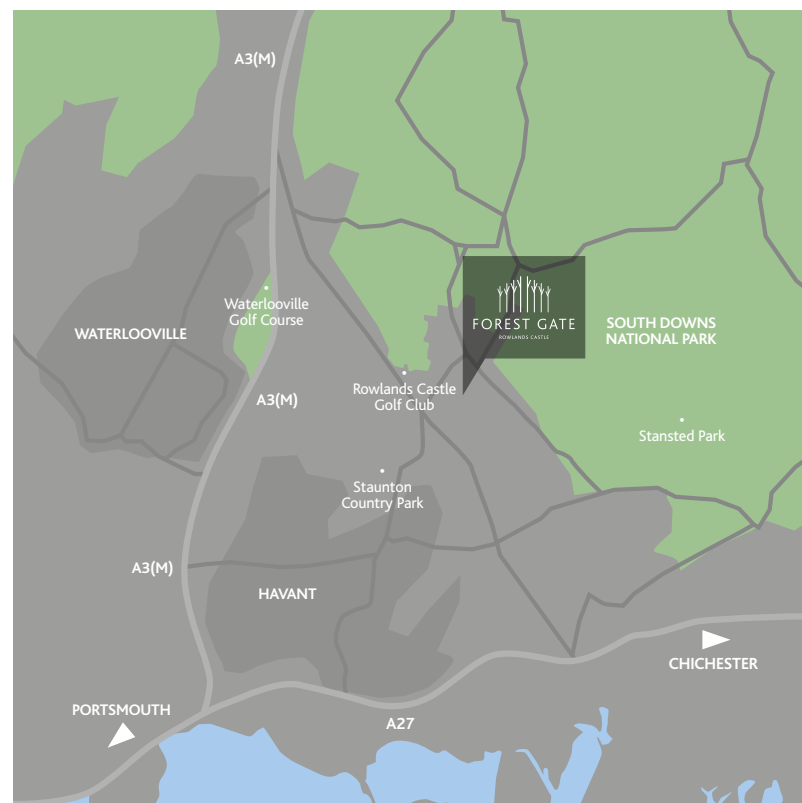 A3(M)
Waterlooville
Golf Course
WATERLOOVILLE
FOREST GATE
ROWLANDS CASTLE
SOUTH DOWNS
NATIONAL PARK
A3(M)
Rowlands Castle
Golf Club
Stansted Park
Staunton
Country Park
A3(M)
HAVANT
CHICHESTER
PORTSMOUTH
A27